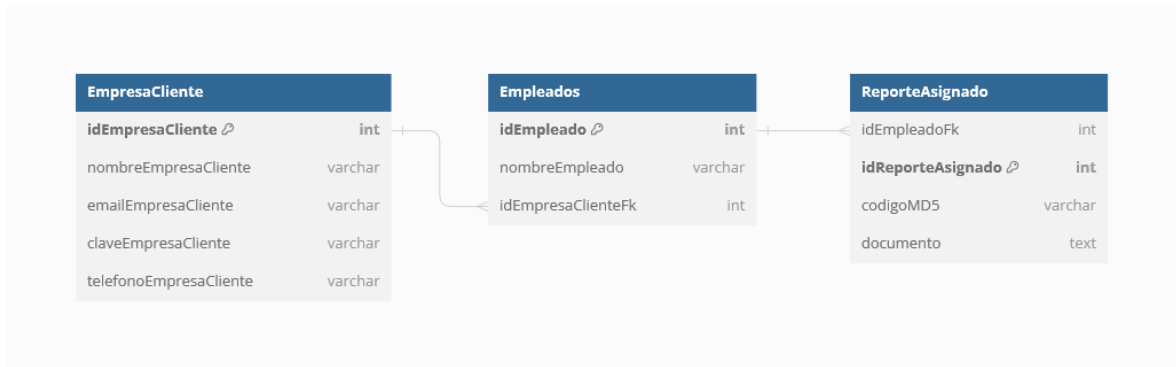 EmpresaCliente
idEmpresaCliente int
nombreEmpresaCliente varchar
emailEmpresaCliente varchar
claveEmpresaCliente varchar
telefonoEmpresaCliente varchar
Empleados
idEmpleado int
nombreEmpleado varchar
idEmpresaClienteFk int
ReporteAsignado
idEmpleadoFk int
idReporteAsignado int
codigoMD5 varchar
documento text